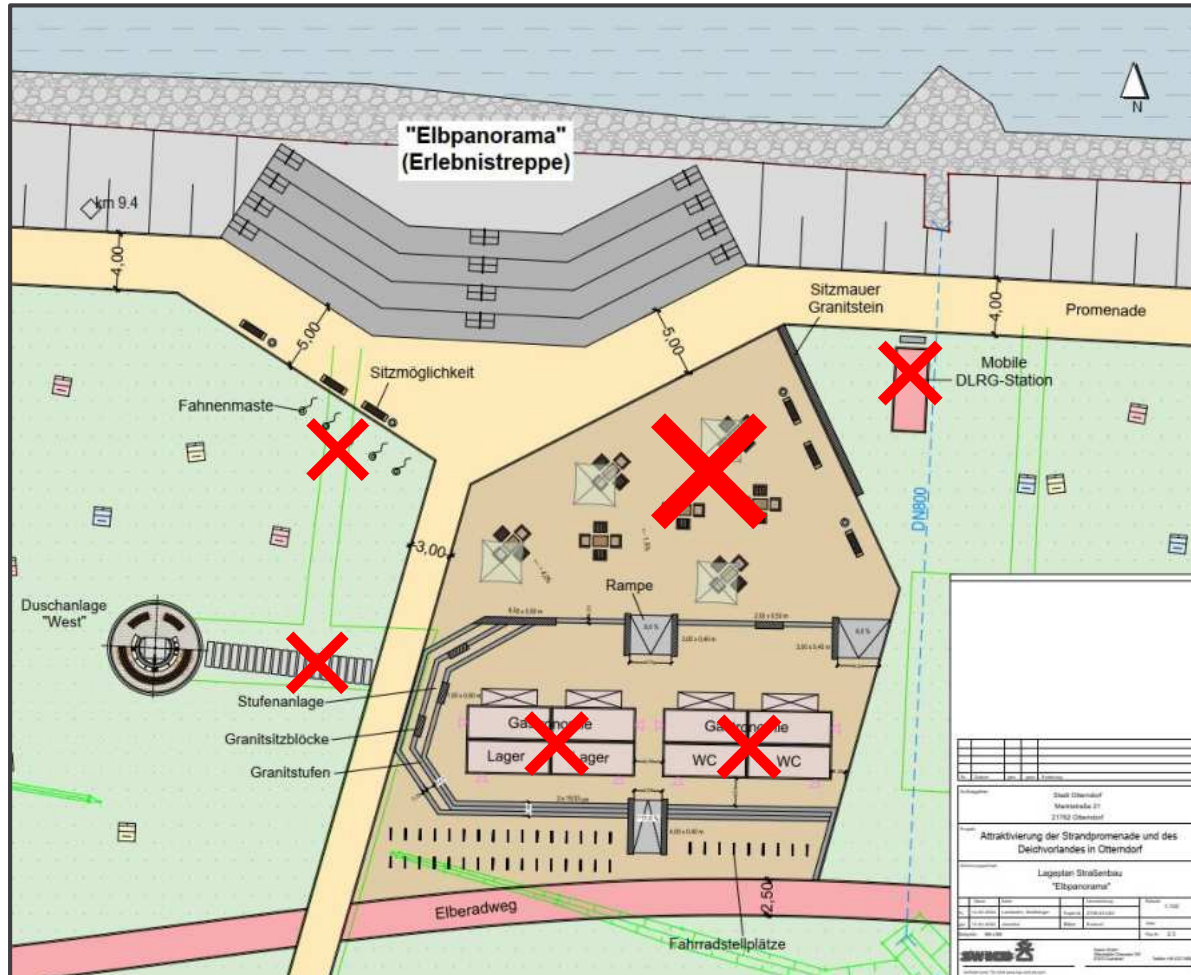 "Elbpanorama"
(Erlebnistreppe)
N
km 9.4
4,00
5,00
5,00
4,00
Promenade
Sitzmauer
Granitstein
Sitzmöglichkeit
Mobile
DLRG-Station
Fahnenmaste
DN800
3,00
Rampe
Duschanlage
"West"
Stufenanlage
Granitsitzblöcke
Granitstufen
Gastronomie
Gastronomie
Lager
Lager
WC
WC
Elberadweg
2,50
Fahrradstellplätze
Stadt Otterndorf
Marktstraße 21
21762 Otterndorf
Attraktivierung der Strandpromenade und des
Deichvorlandes in Otterndorf
Lageplan Straßenbau
"Elbpanorama"